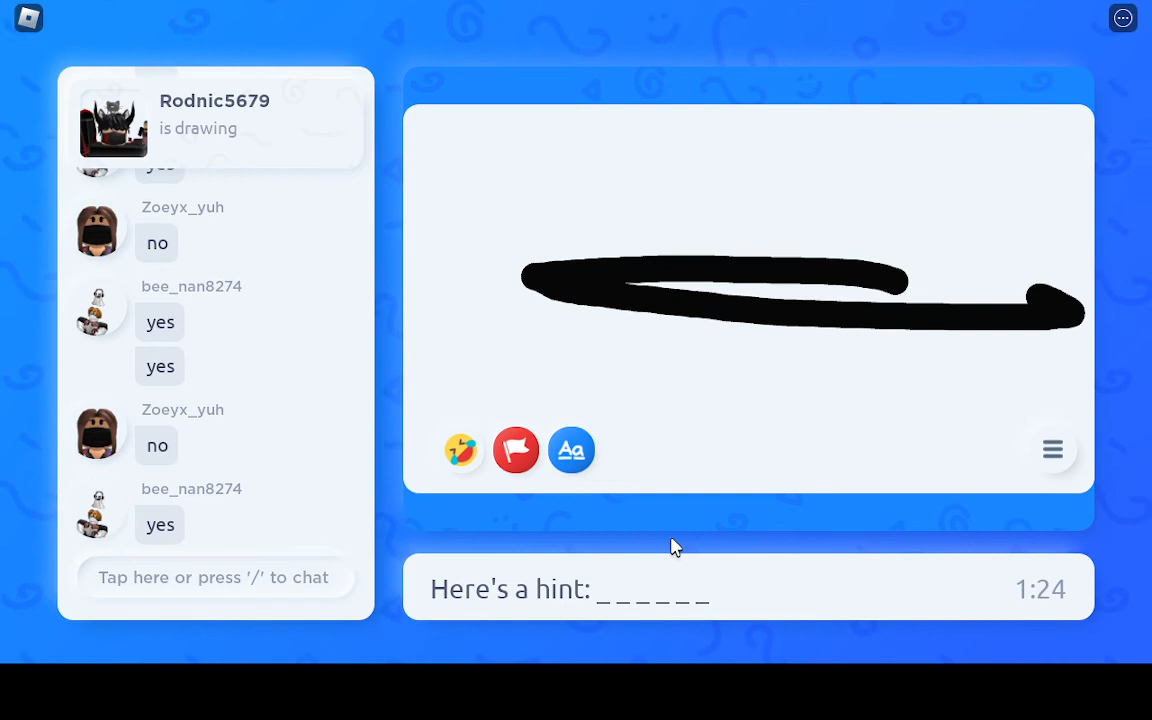 Rodnic5679
is drawing
yes
Zoeyx_yuh
no
bee_nan8274
yes
yes
Zoeyx_yuh
no
bee_nan8274
yes
Tap here or press '/' to chat
Aa
Here's a hint: _ _ _ _ _ _
1:24